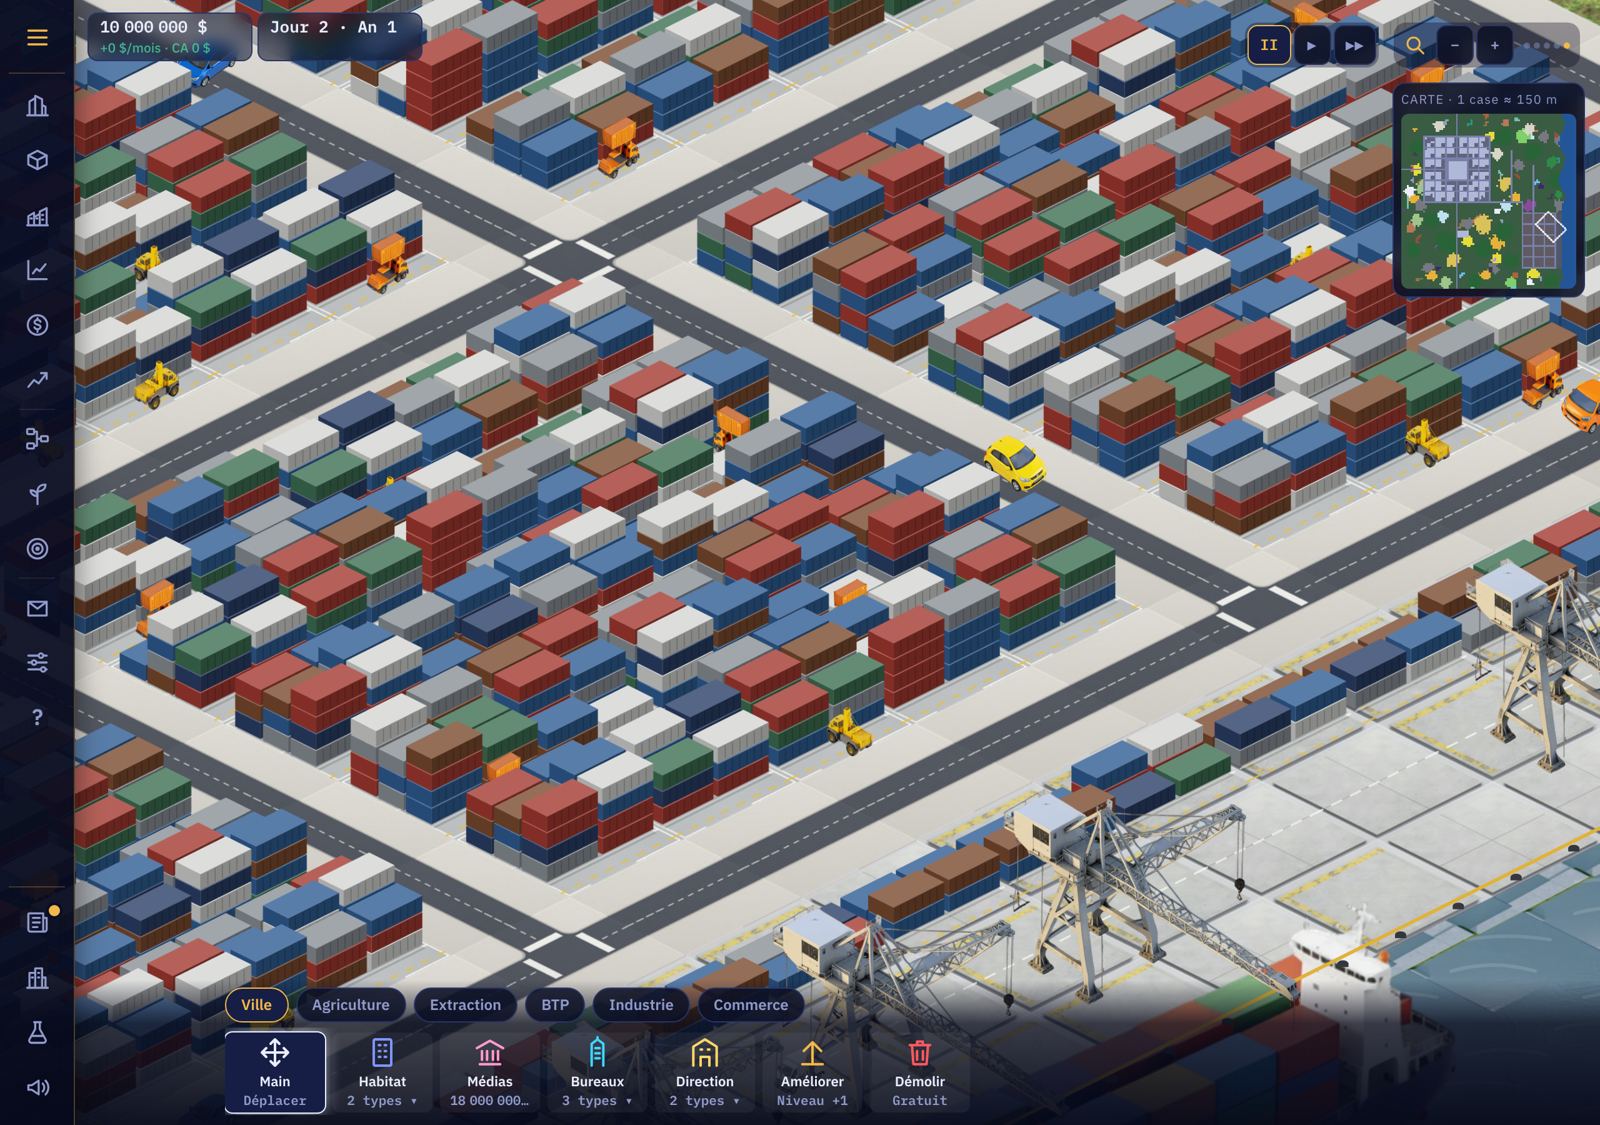 10 000 000 $
+0 $/mois · CA 0 $
Jour 2 · An 1
CARTE · 1 case ≈ 150 m
?
Ville
Agriculture
Extraction
BTP
Industrie
Commerce
Main
Déplacer
Habitat
2 types ▾
Médias
18 000 000…
Bureaux
3 types ▾
Direction
2 types ▾
Améliorer
Niveau +1
Démolir
Gratuit